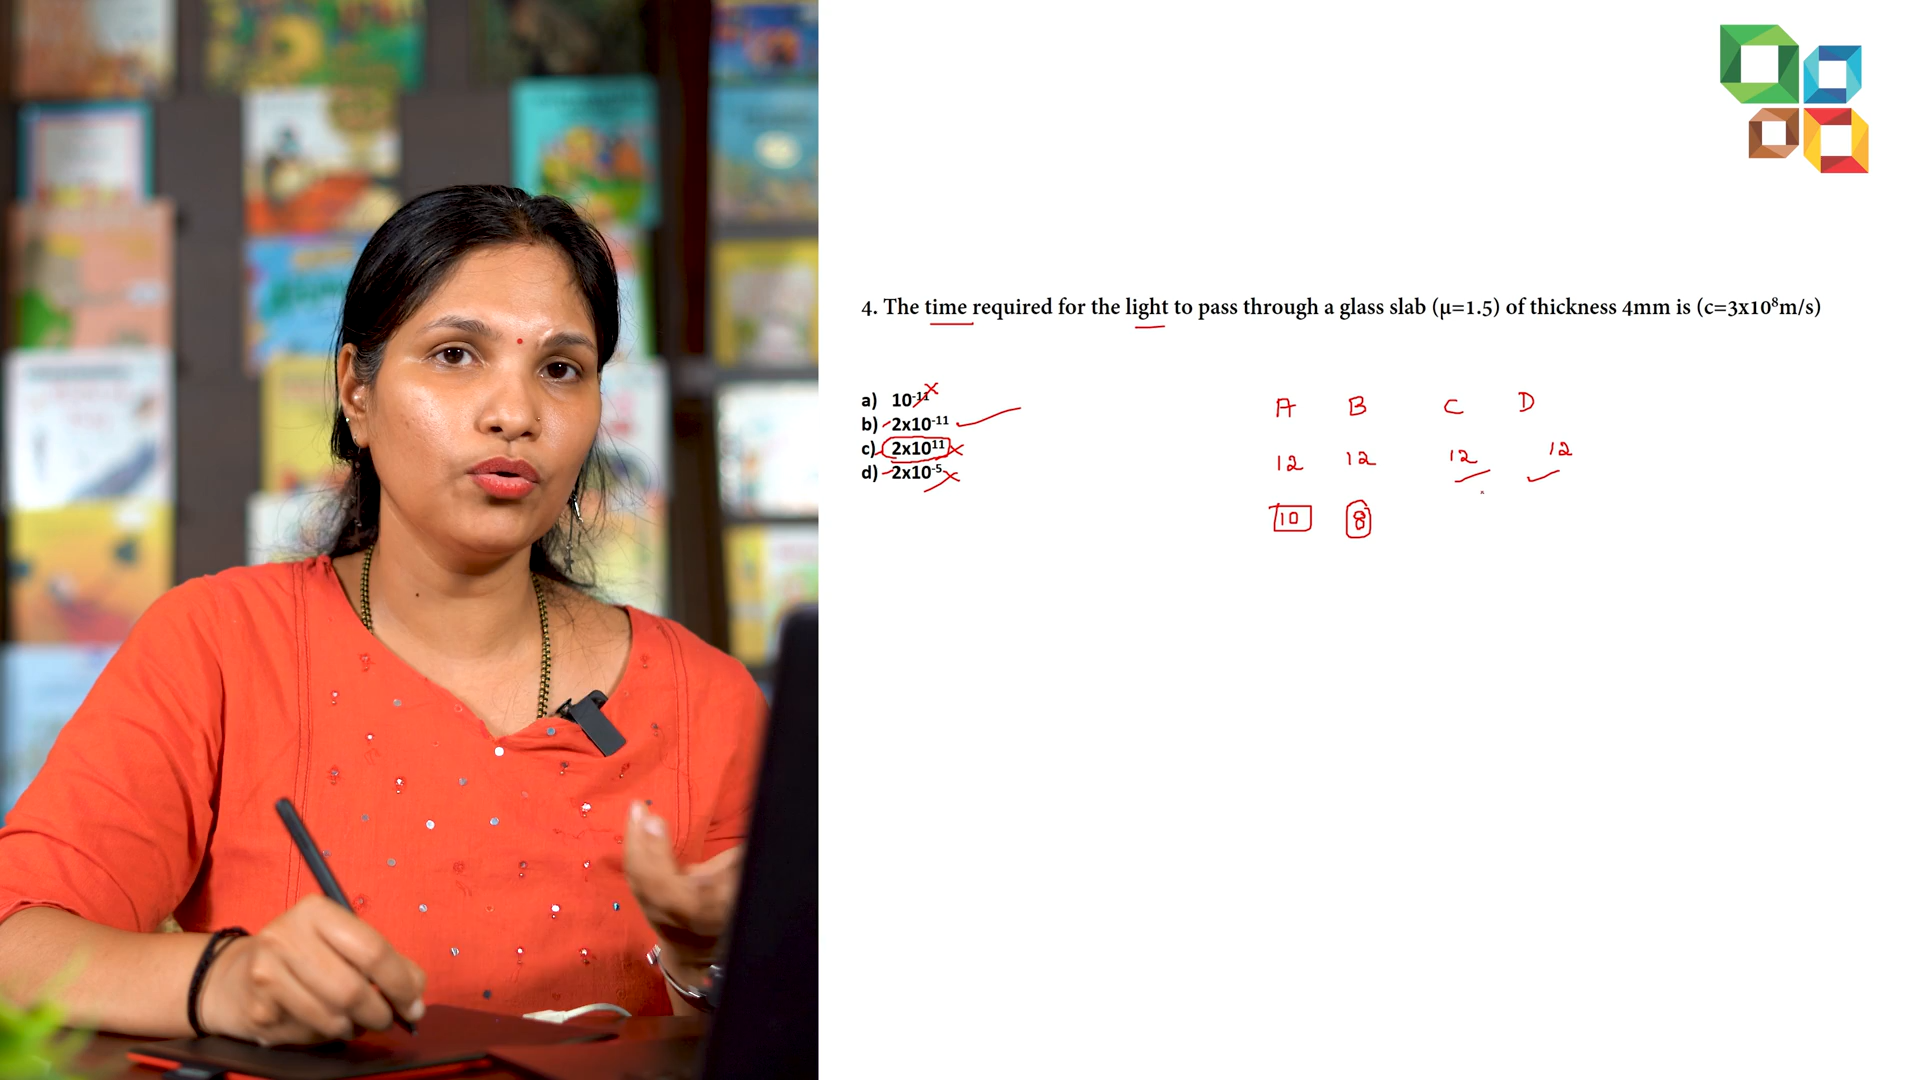 4. The time required for the light to pass through a glass slab (μ=1.5) of thickness 4mm is (c=3x10⁸m/s)
a) 10⁻¹¹
b) 2x10⁻¹¹
c) 2x10¹¹
d) 2x10⁻⁵
A B C D
12 12 12 12
10 8